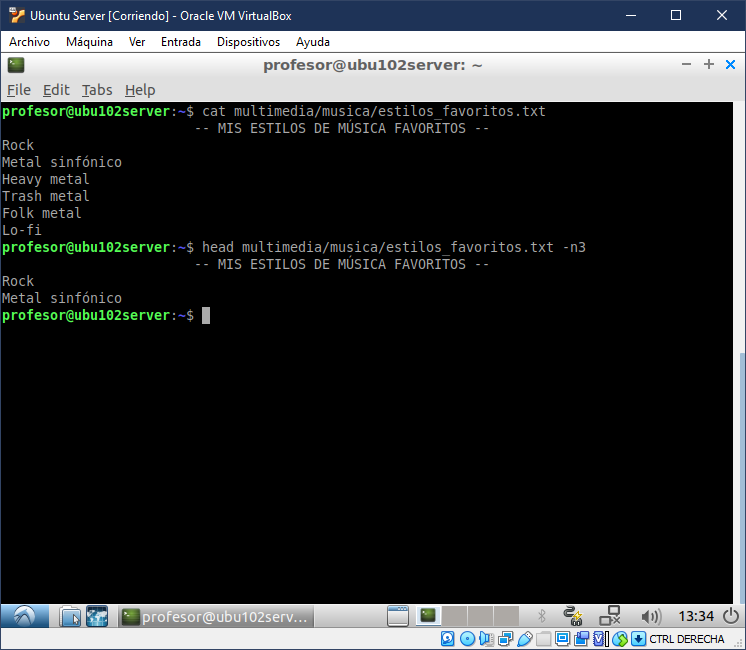 Ubuntu Server [Corriendo] - Oracle VM VirtualBox
Archivo Máquina Ver Entrada Dispositivos Ayuda
profesor@ubu102server: ~
File Edit Tabs Help
profesor@ubu102server:~$ cat multimedia/musica/estilos_favoritos.txt
-- MIS ESTILOS DE MÚSICA FAVORITOS --
Rock
Metal sinfónico
Heavy metal
Trash metal
Folk metal
Lo-fi
profesor@ubu102server:~$ head multimedia/musica/estilos_favoritos.txt -n3
-- MIS ESTILOS DE MÚSICA FAVORITOS --
Rock
Metal sinfónico
profesor@ubu102server:~$
profesor@ubu102serv... 13:34
CTRL DERECHA